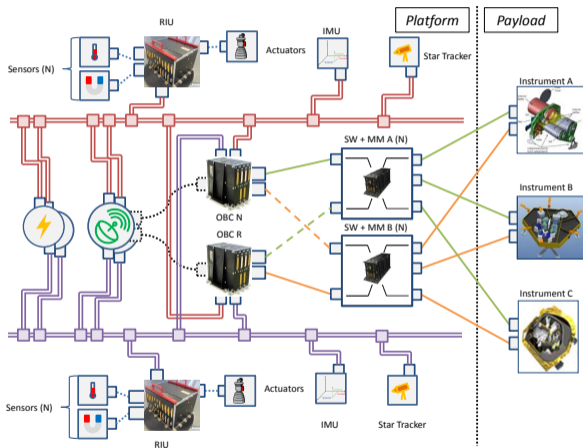 RIU
IMU
Platform
Payload
Sensors (N)
Actuators
Star Tracker
Instrument A
SW + MM A (N)
OBC N
Instrument B
OBC R
SW + MM B (N)
Instrument C
Sensors (N)
Actuators
IMU
Star Tracker
RIU